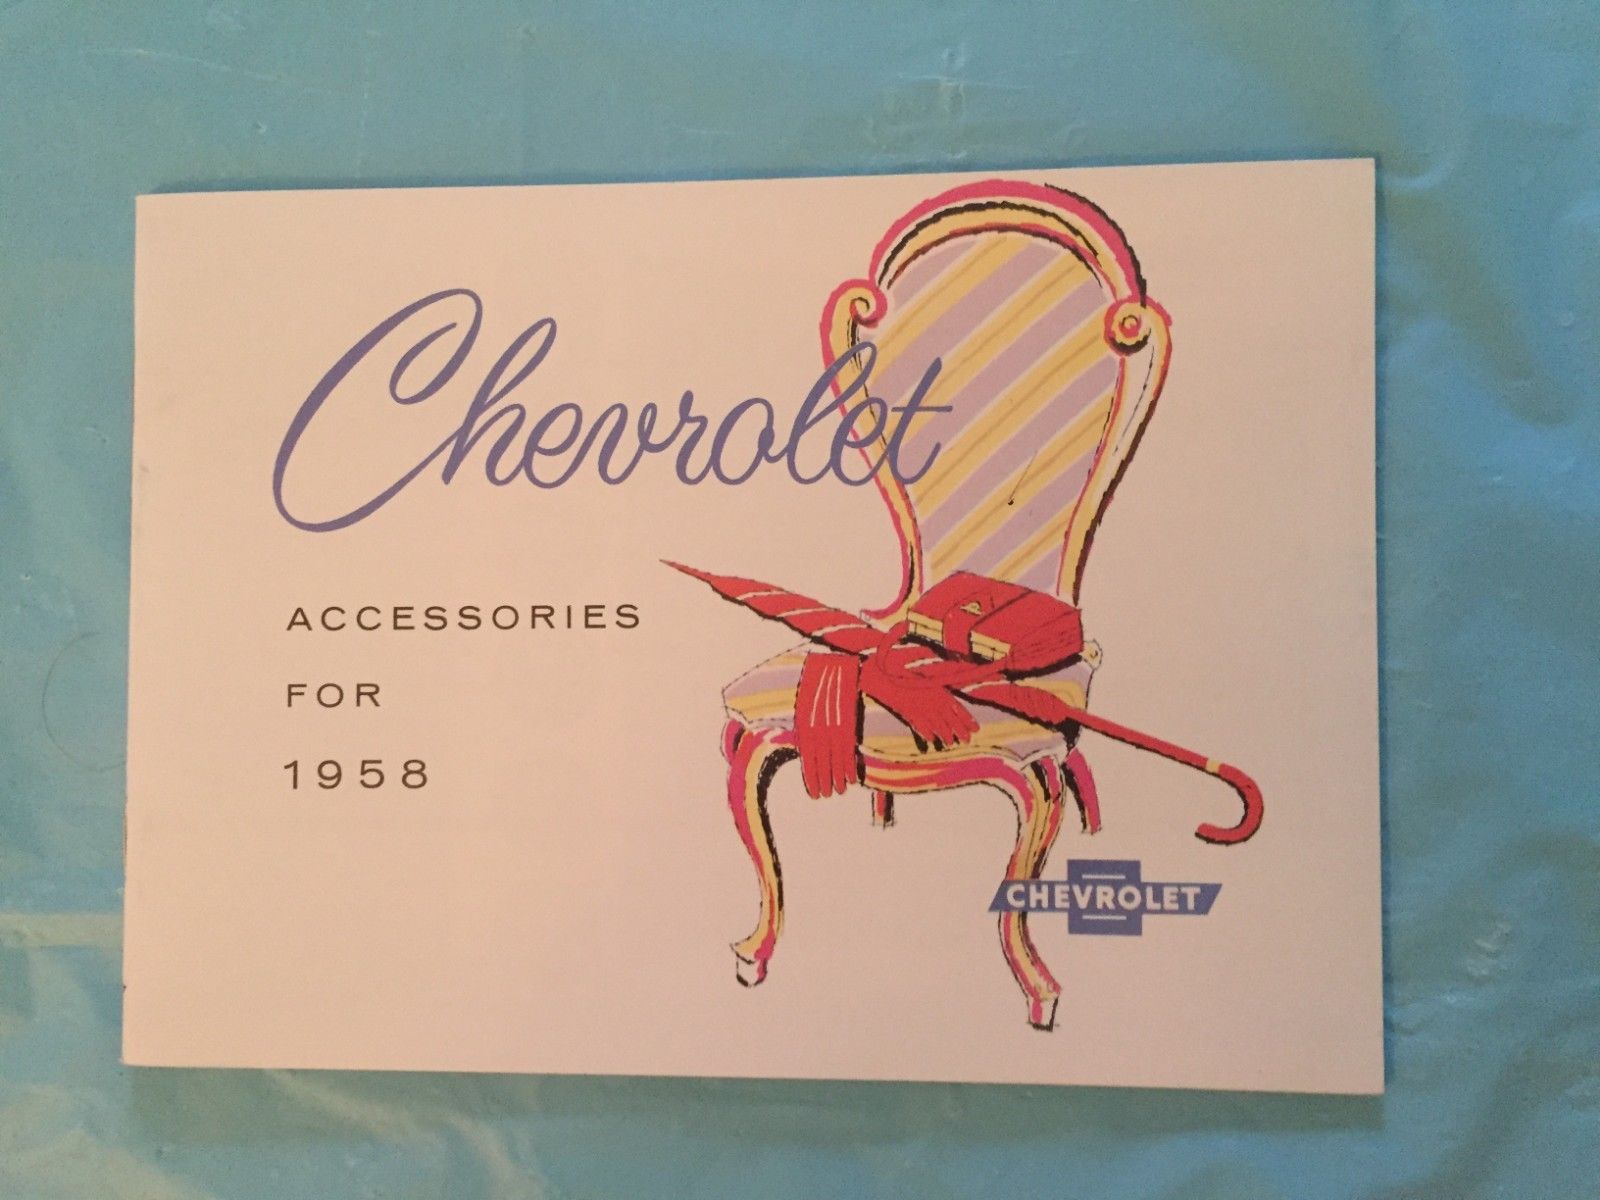 Chevrolet
ACCESSORIES
FOR
1958
CHEVROLET